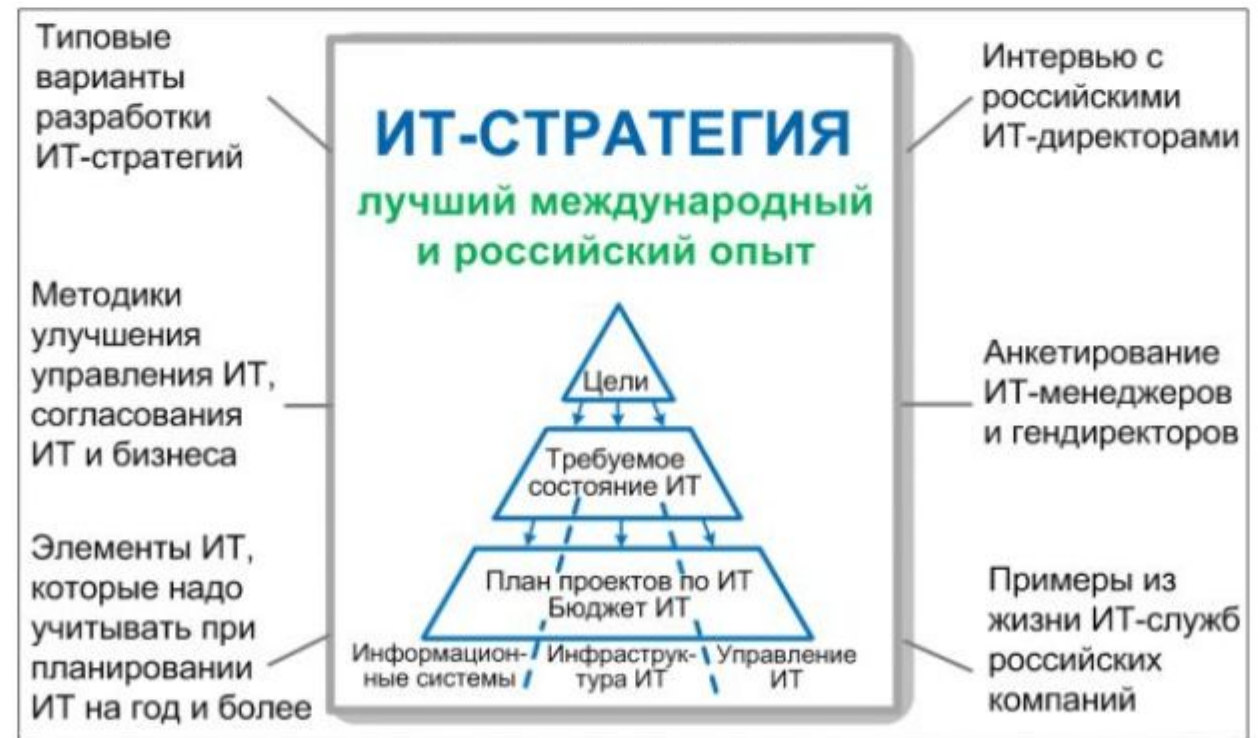 Типовые
варианты
разработки
ИТ-стратегий
Методики
улучшения
управления ИТ,
согласования
ИТ и бизнеса
Элементы ИТ,
которые надо
учитывать при
планировании
ИТ на год и более
ИТ-СТРАТЕГИЯ
лучший международный
и российский опыт
Цели
Требуемое
состояние ИТ
План проектов по ИТ
Бюджет ИТ
Информацион-
ные системы
Инфраструк-
тура ИТ
Управление
ИТ
Интервью с
российскими
ИТ-директорами
Анкетирование
ИТ-менеджеров
и гендиректоров
Примеры из
жизни ИТ-служб
российских
компаний